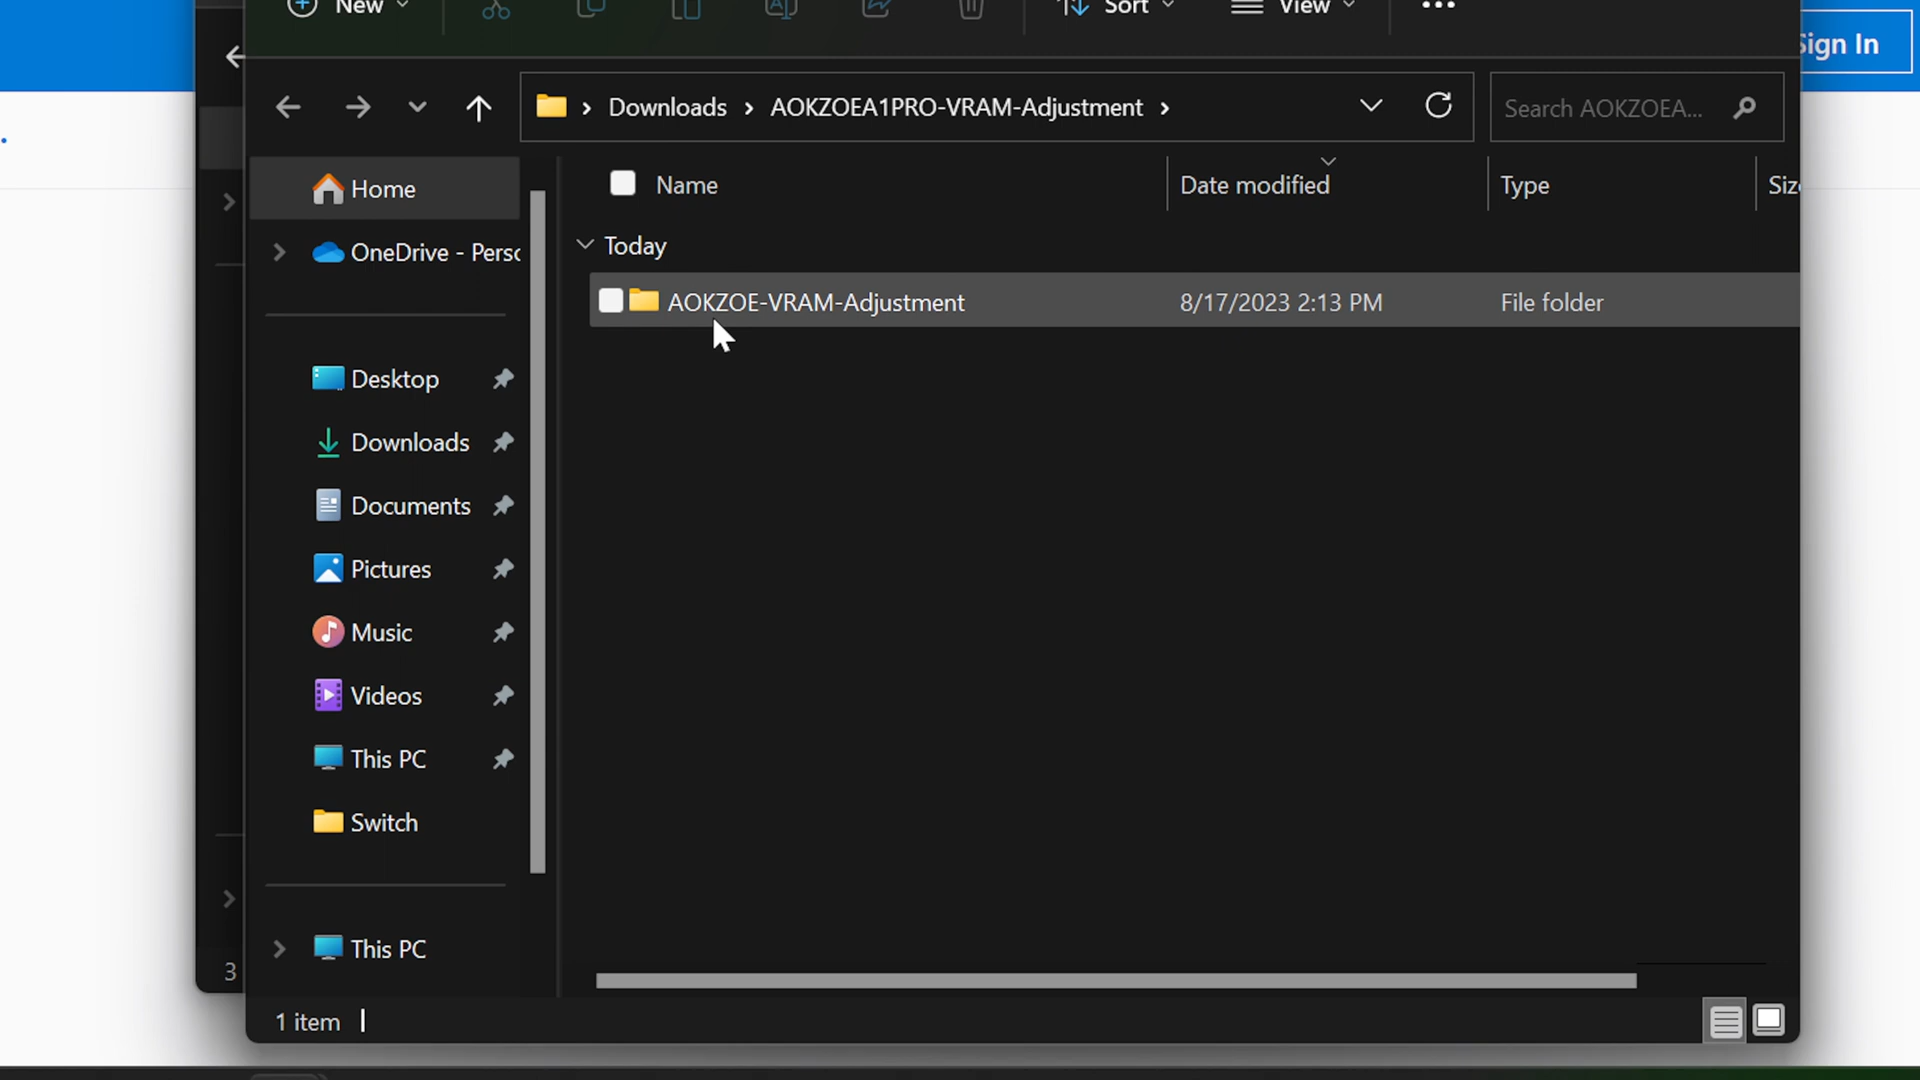 New
Sort
View
Sign In
Downloads
AOKZOEA1PRO-VRAM-Adjustment
Search AOKZOEA...
Name
Date modified
Type
Home
OneDrive - Perso
Today
AOKZOE-VRAM-Adjustment
8/17/2023 2:13 PM
File folder
Desktop
Downloads
Documents
Pictures
Music
Videos
This PC
Switch
This PC
3
1 item